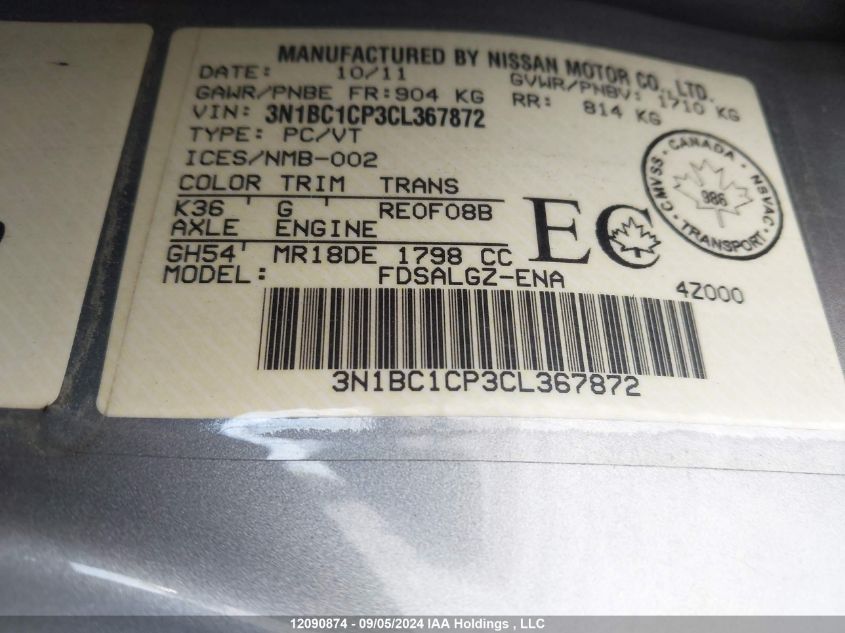 MANUFACTURED BY NISSAN MOTOR CO., LTD.
DATE: 10/11 GVWR/PNBV: 1710 KG
GAWR/PNBE FR: 904 KG RR: 814 KG
VIN: 3N1BC1CP3CL367872
TYPE: PC/VT
ICES/NMB-002
COLOR TRIM TRANS
K36 G RE0F08B
AXLE ENGINE
GH54 MR18DE 1798 CC
MODEL: FDSALGZ-ENA
EC
CANADA
CMVSS · NSVAC
986
TRANSPORT
4Z000
3N1BC1CP3CL367872
12090874 - 09/05/2024 IAA Holdings , LLC